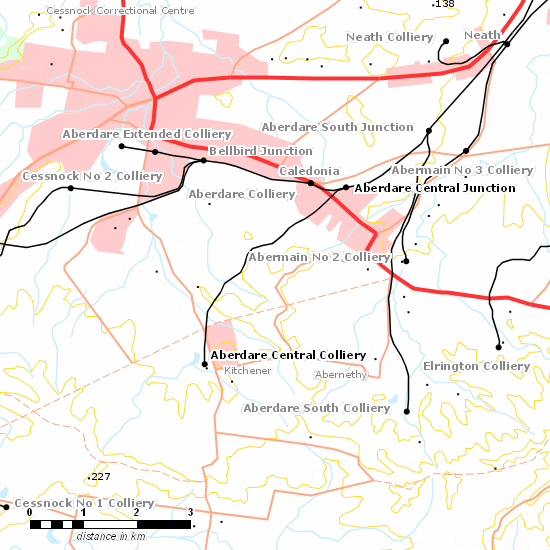 Cessnock Correctional Centre
.138
Neath Colliery
Neath
Aberdare South Junction
Aberdare Extended Colliery
Bellbird Junction
Caledonia
Abermain No 3 Colliery
Cessnock No 2 Colliery
Aberdare Colliery
Aberdare Central Junction
Abermain No 2 Colliery
Aberdare Central Colliery
Kitchener
Abernethy
Elrington Colliery
Aberdare South Colliery
.227
Cessnock No 1 Colliery
0 1 2 3
distance in km